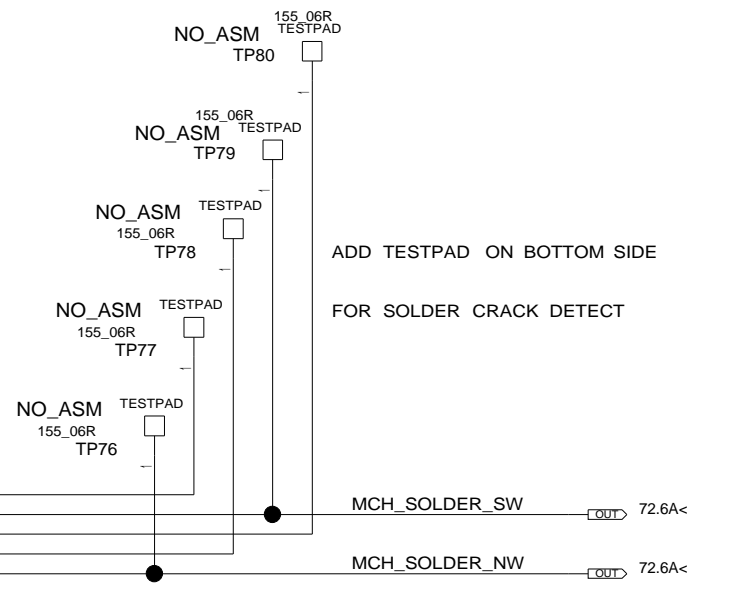 155_06R
NO_ASM TESTPAD
TP80
155_06R
NO_ASM TESTPAD
TP79
NO_ASM TESTPAD
155_06R
TP78
ADD TESTPAD ON BOTTOM SIDE
FOR SOLDER CRACK DETECT
NO_ASM TESTPAD
155_06R
TP77
NO_ASM TESTPAD
155_06R
TP76
MCH_SOLDER_SW OUT 72.6A<
MCH_SOLDER_NW OUT 72.6A<